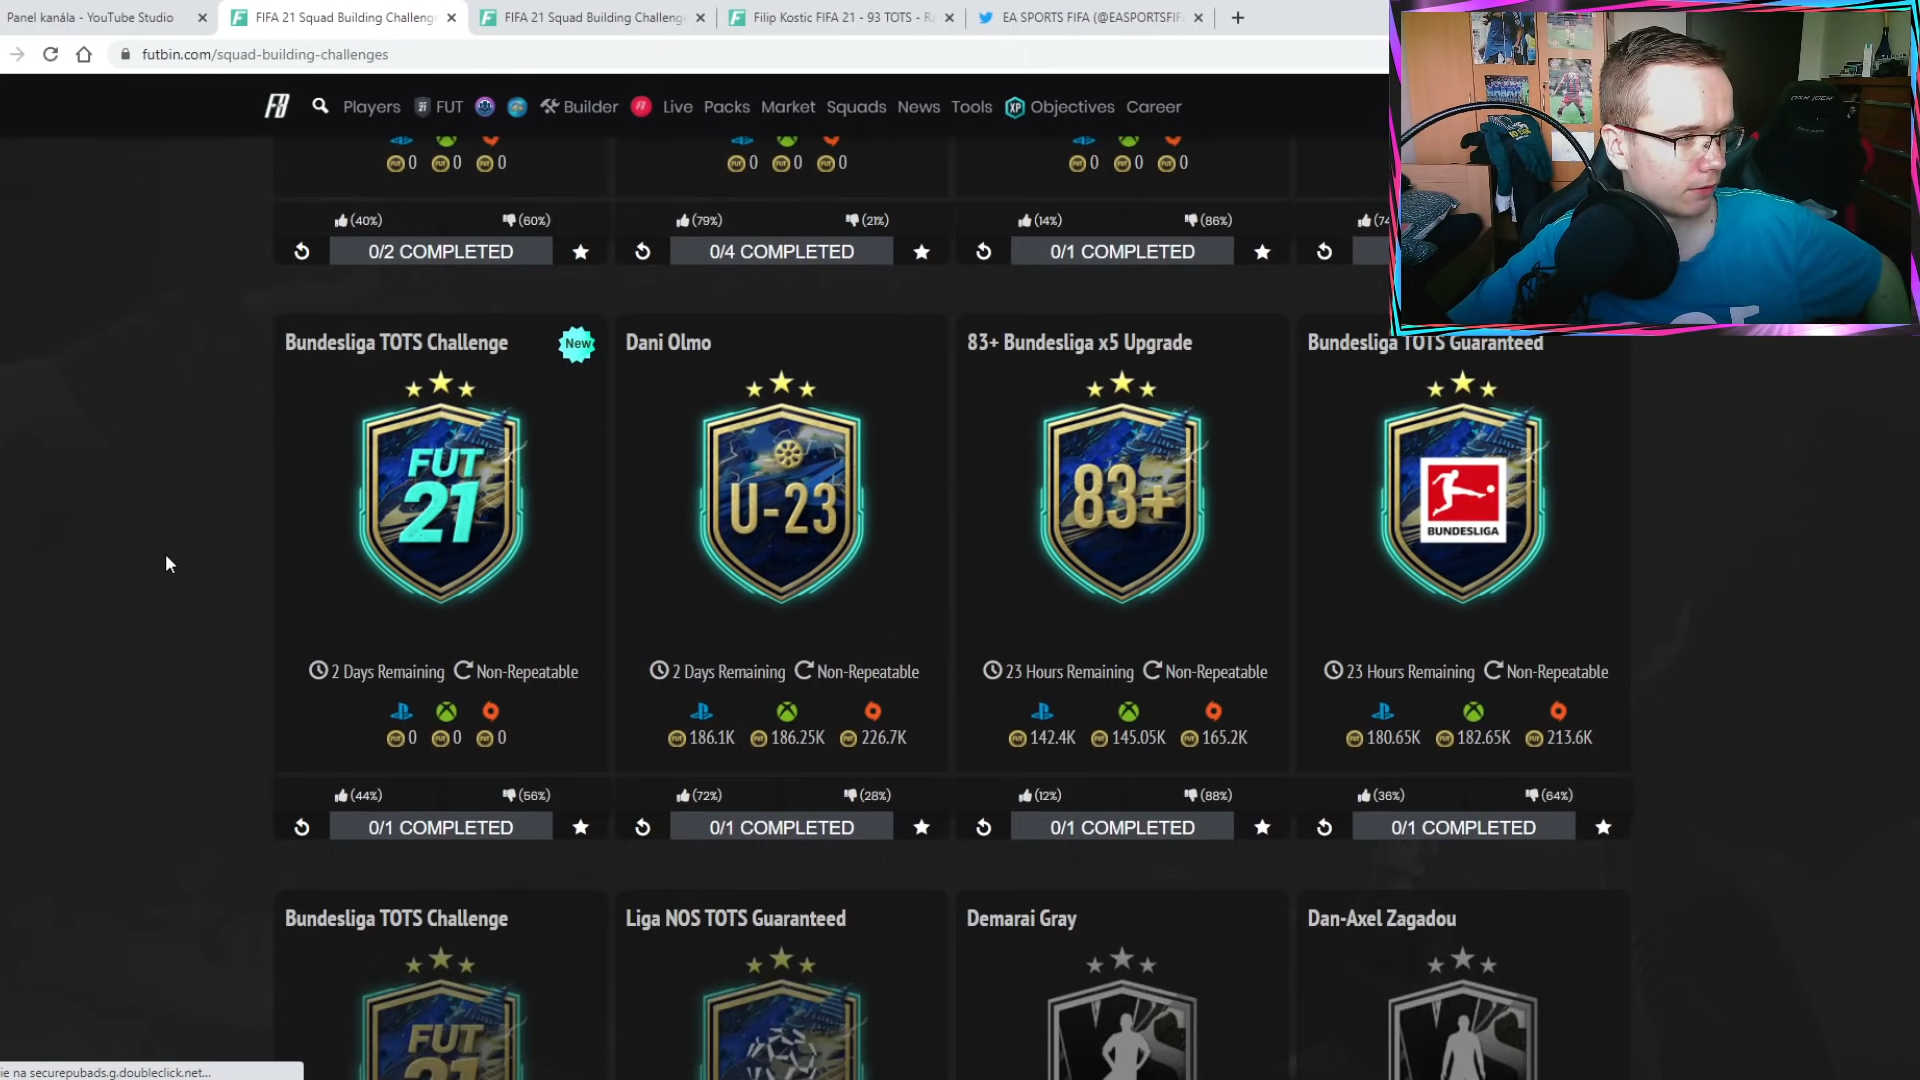 Panel kanála - YouTube Studio
FIFA 21 Squad Building Challenge
FIFA 21 Squad Building Challeng
Filip Kostic FIFA 21 - 93 TOTS - R
EA SPORTS FIFA (@EASPORTSFIF
futbin.com/squad-building-challenges
Players FUT Builder Live Packs Market Squads News Tools XP Objectives Career
0 0 0 0 0 0 0 0 0
(40%) (60%) (79%) (21%) (14%) (86%)
0/2 COMPLETED 0/4 COMPLETED 0/1 COMPLETED
Bundesliga TOTS Challenge New Dani Olmo 83+ Bundesliga x5 Upgrade Bundesliga TOTS Guaranteed
FUT 21 U-23 83+ BUNDESLIGA
2 Days Remaining Non-Repeatable 2 Days Remaining Non-Repeatable 23 Hours Remaining Non-Repeatable 23 Hours Remaining Non-Repeatable
0 0 0 186.1K 186.25K 226.7K 142.4K 145.05K 165.2K 180.65K 182.65K 213.6K
(44%) (56%) (72%) (28%) (12%) (88%) (36%) (64%)
0/1 COMPLETED 0/1 COMPLETED 0/1 COMPLETED 0/1 COMPLETED
Bundesliga TOTS Challenge Liga NOS TOTS Guaranteed Demarai Gray Dan-Axel Zagadou
FUT
21
ie na securepubads.g.doubleclick.net...